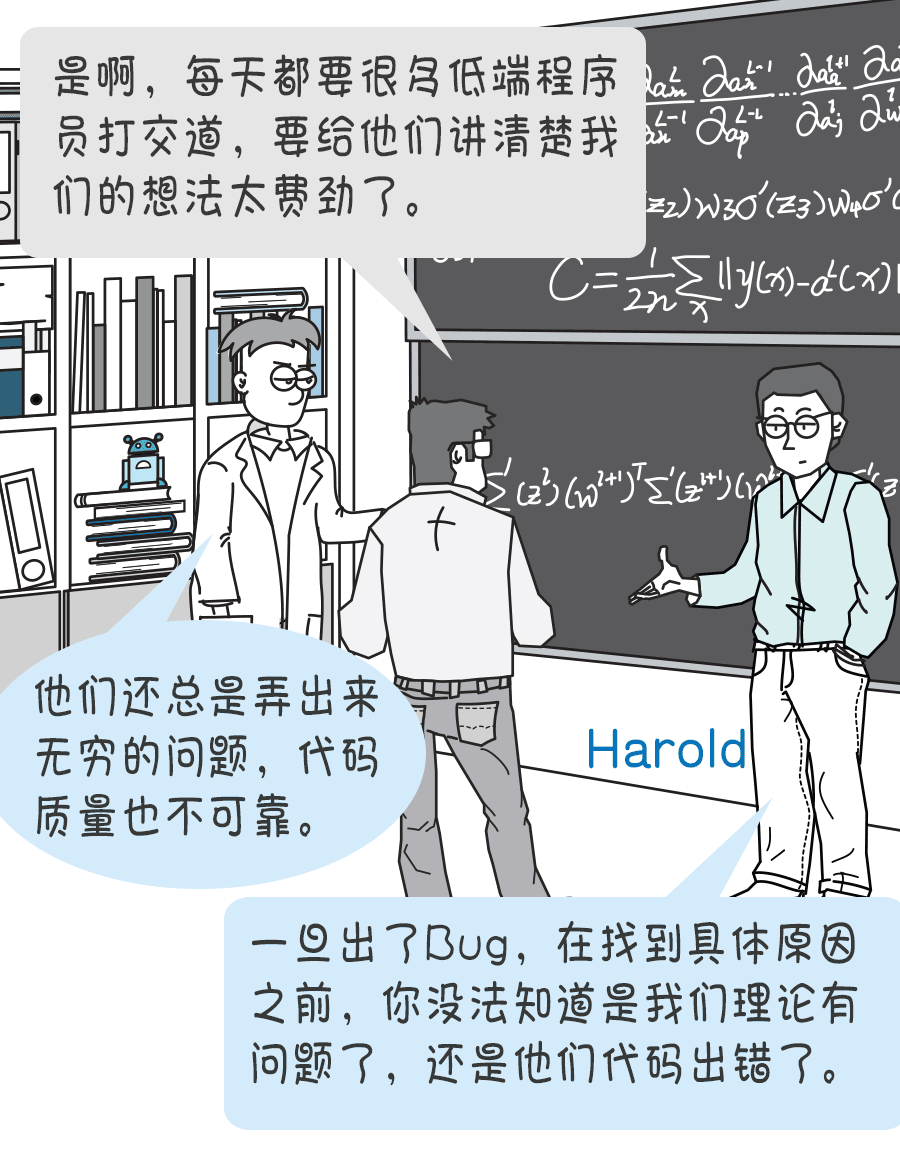 是啊，每天都要很多低端程序
员打交道，要给他们讲清楚我
们的想法太费劲了。
C = 1/2n ∑x || y(x) - aᴸ(x) |
他们还总是弄出来
无穷的问题，代码
质量也不可靠。
Harold
一旦出了Bug，在找到具体原因
之前，你没法知道是我们理论有
问题了，还是他们代码出错了。